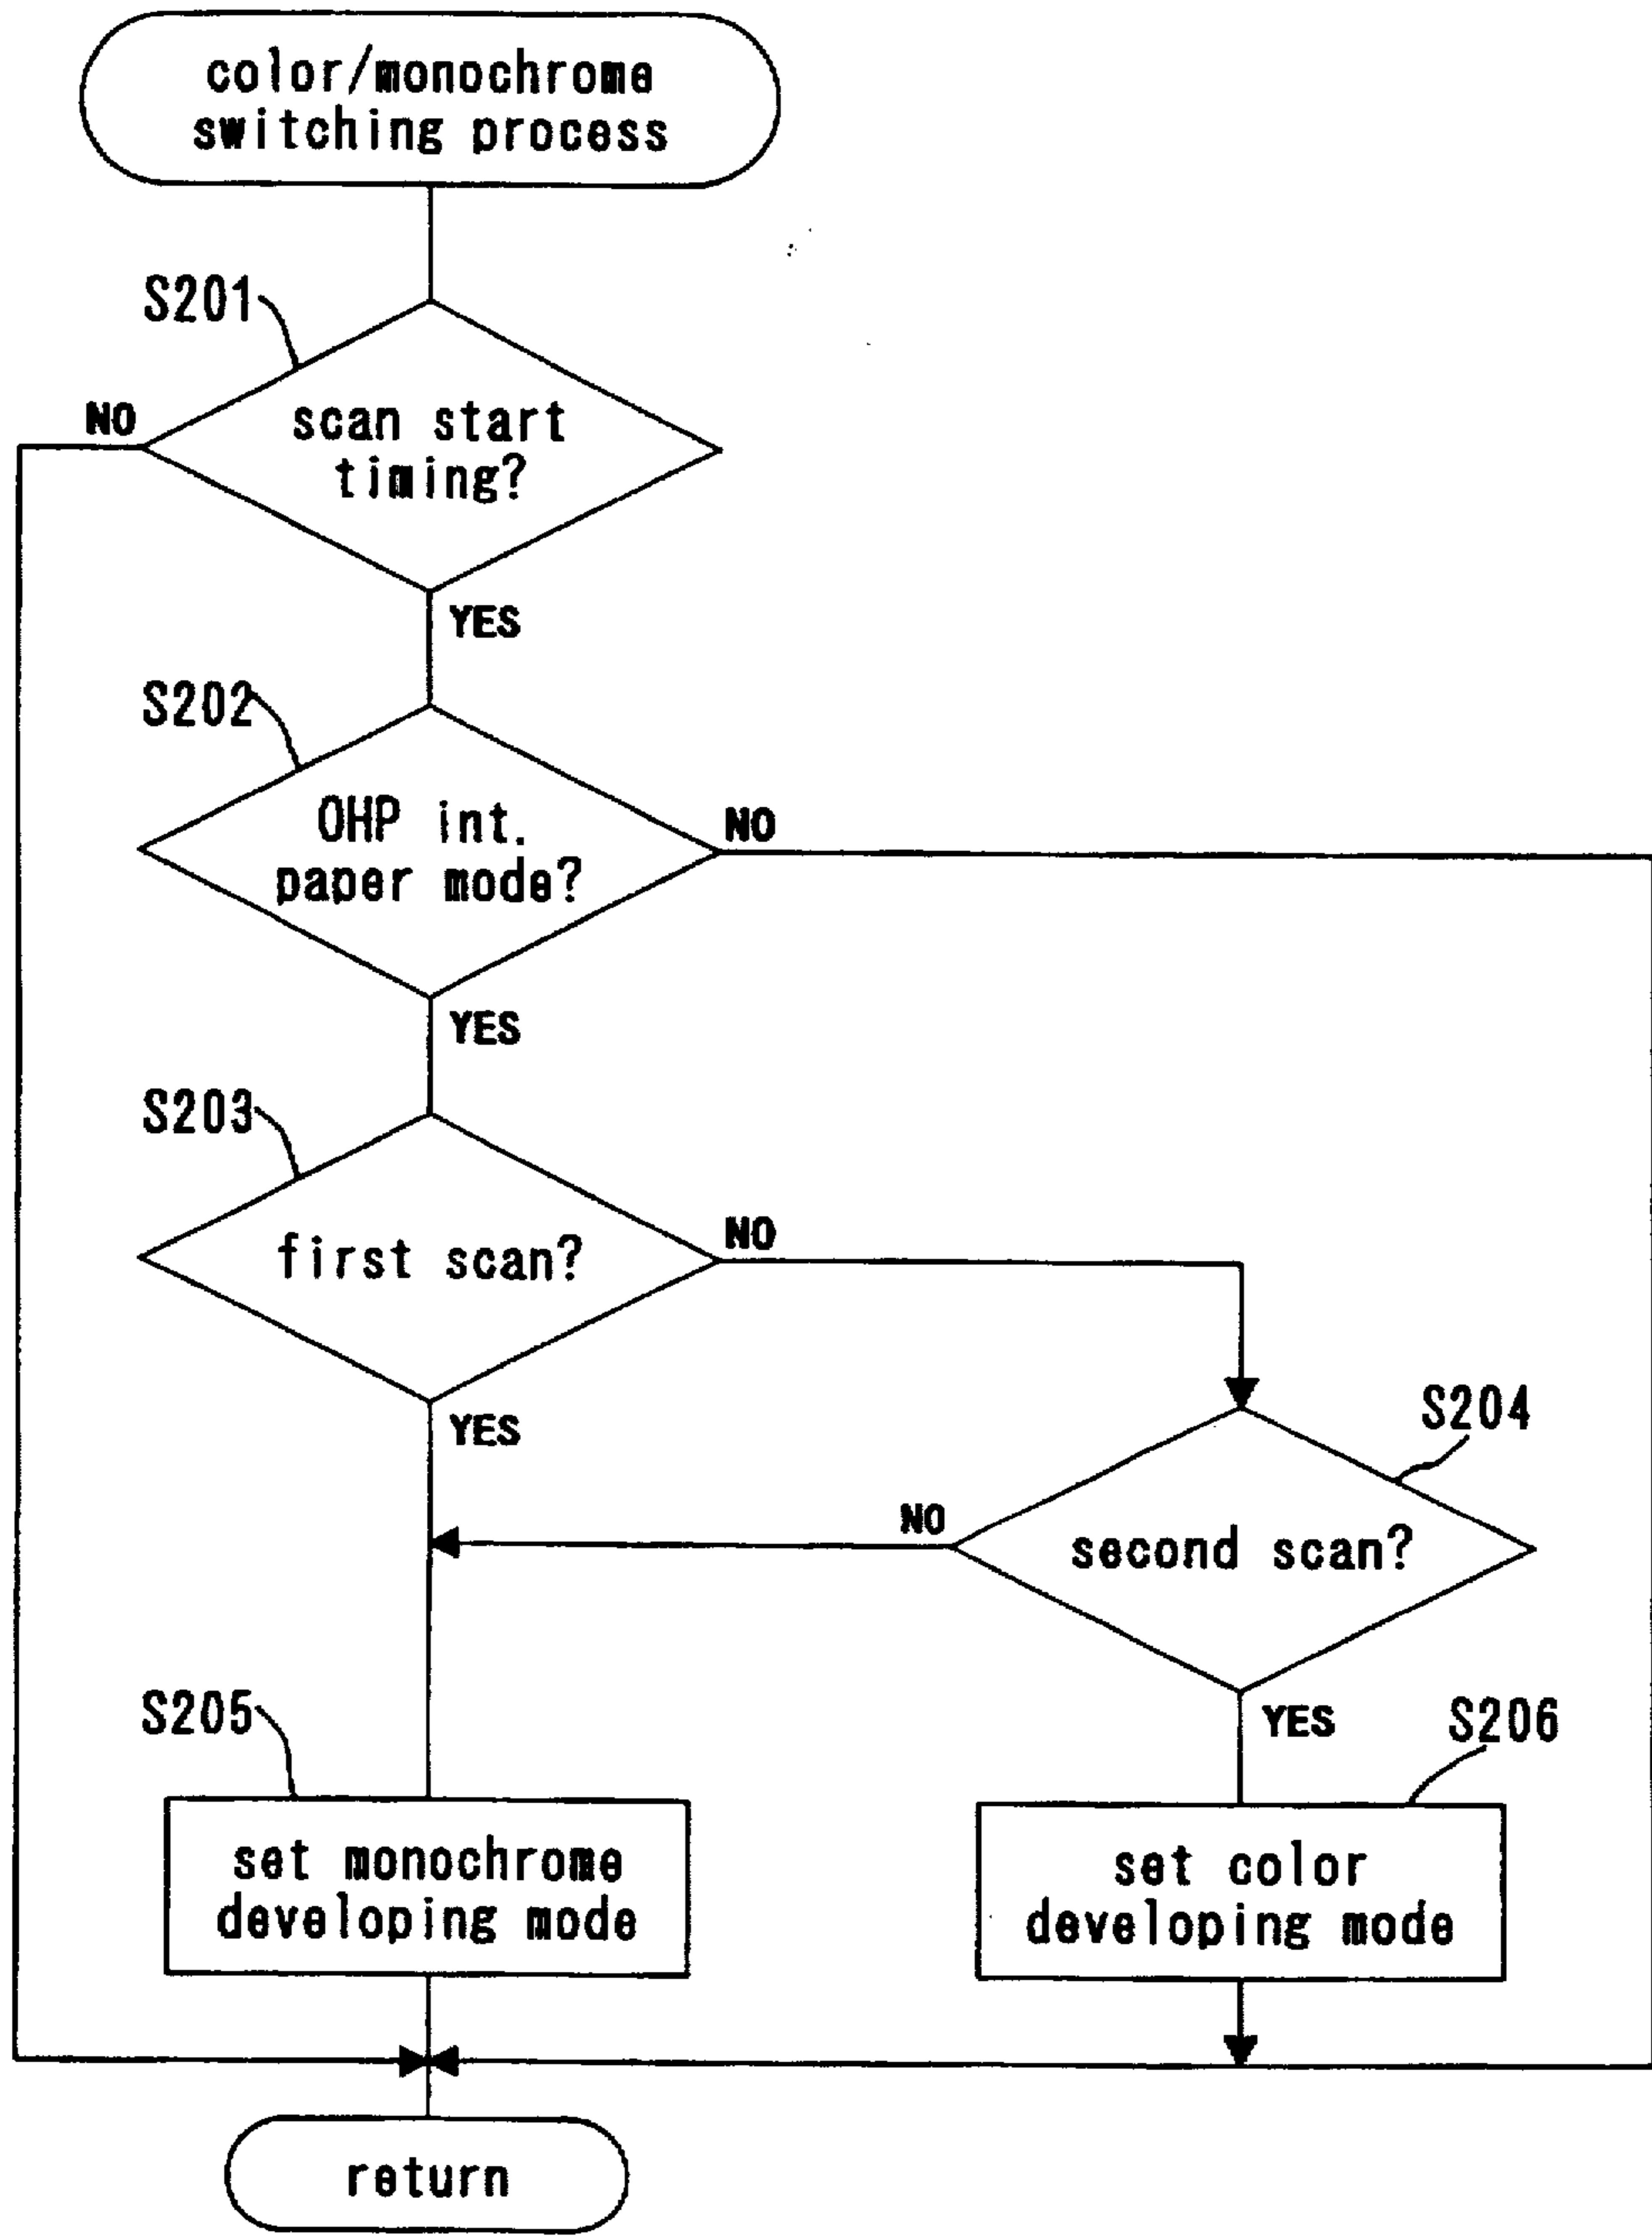 color/monochrome
switching process
S201
NO
scan start
timing?
YES
S202
OHP int.
paper mode?
NO
YES
S203
first scan?
NO
YES
S204
NO
second scan?
YES
S205
S206
set monochrome
developing mode
set color
developing mode
return